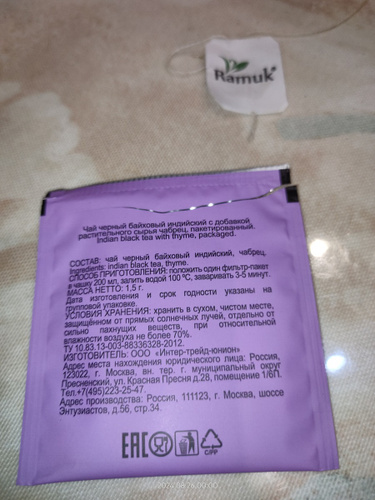 Ramuk®
Чай черный байховый индийский с добавкой
растительного сырья чабрец, пакетированный.
Indian black tea with thyme, packaged.
СОСТАВ: чай черный байховый индийский, чабрец.
Ingredients: indian black tea, thyme.
СПОСОБ ПРИГОТОВЛЕНИЯ: положить один фильтр-пакет
в чашку 200 мл, залить водой 100 ºС, заваривать 3-5 минут.
МАССА НЕТТО: 1,5 г.
Дата изготовления и срок годности указаны на
групповой упаковке.
УСЛОВИЯ ХРАНЕНИЯ: хранить в сухом, чистом месте,
защищённом от прямых солнечных лучей, отдельно от
сильно пахнущих веществ, при относительной
влажности воздуха не более 70%.
ТУ 10.83.13-003-88336328-2012.
ИЗГОТОВИТЕЛЬ: ООО «Интер-трейд-юнион»
Адрес места нахождения юридического лица: Россия,
123022, г. Москва, вн. тер. г. муниципальный округ
Пресненский, ул. Красная Пресня д.28, помещение 1/6П.
Тел.+7(495)223-25-47.
Адрес производства: Россия, 111123, г. Москва, шоссе
Энтузиастов, д.56, стр.34.
EAC
C/PP